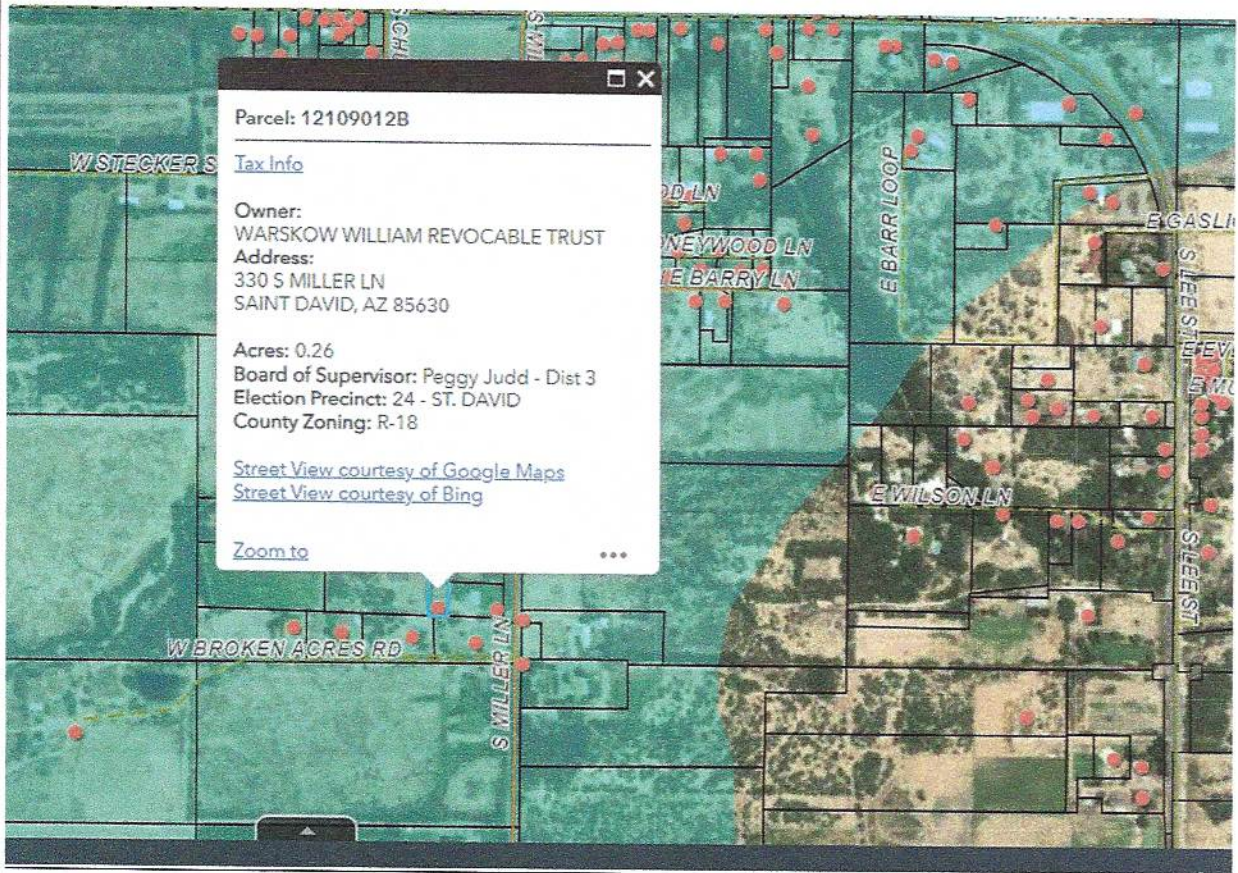 Parcel: 12109012B
Tax Info
Owner:
WARSKOW WILLIAM REVOCABLE TRUST
Address:
330 S MILLER LN
SAINT DAVID, AZ 85630
Acres: 0.26
Board of Supervisor: Peggy Judd - Dist 3
Election Precinct: 24 - ST. DAVID
County Zoning: R-18
Street View courtesy of Google Maps
Street View courtesy of Bing
Zoom to
W STECKER S
E BARRY LN
E BARR LOOP
E GASLI
S LEE ST
E WILSON LN
S LEE ST
W BROKEN ACRES RD
S MILLER LN